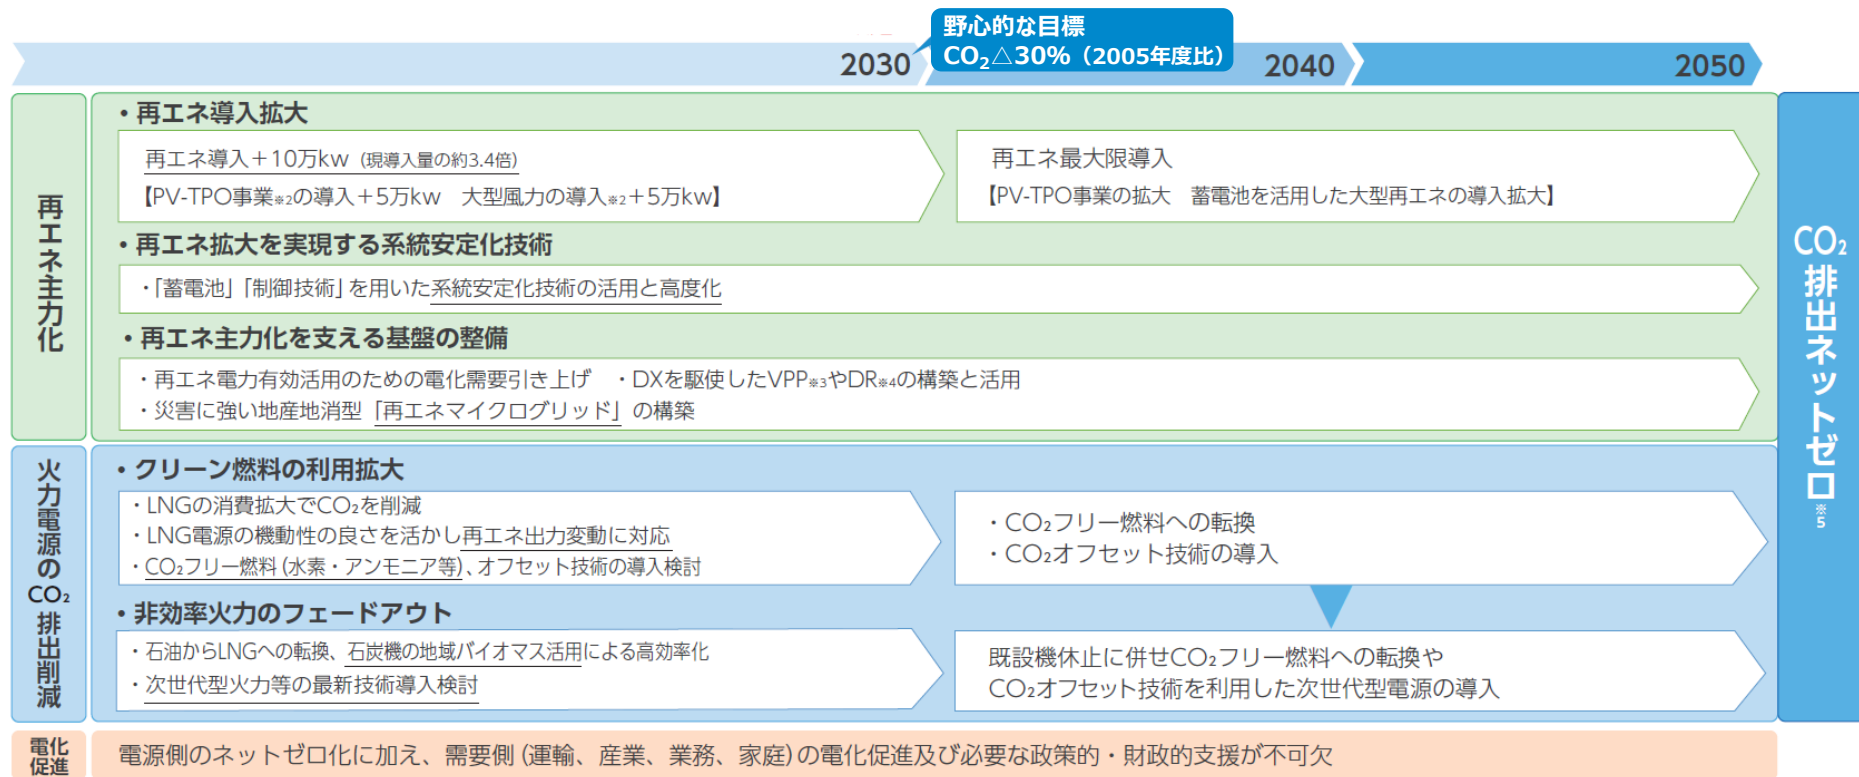 野心的な目標
CO₂△30%（2005年度比）
2030
2040
2050
再エネ主力化
・再エネ導入拡大
再エネ導入＋10万kw（現導入量の約3.4倍）
【PV-TPO事業※2の導入＋5万kw　大型風力の導入※2＋5万kw】
再エネ最大限導入
【PV-TPO事業の拡大　蓄電池を活用した大型再エネの導入拡大】
・再エネ拡大を実現する系統安定化技術
・「蓄電池」「制御技術」を用いた系統安定化技術の活用と高度化
・再エネ主力化を支える基盤の整備
・再エネ電力有効活用のための電化需要引き上げ　・DXを駆使したVPP※3やDR※4の構築と活用
・災害に強い地産地消型「再エネマイクログリッド」の構築
火力電源のCO₂排出削減
・クリーン燃料の利用拡大
・LNGの消費拡大でCO₂を削減
・LNG電源の機動性の良さを活かし再エネ出力変動に対応
・CO₂フリー燃料（水素・アンモニア等）、オフセット技術の導入検討
・CO₂フリー燃料への転換
・CO₂オフセット技術の導入
・非効率火力のフェードアウト
・石油からLNGへの転換、石炭機の地域バイオマス活用による高効率化
・次世代型火力等の最新技術導入検討
既設機休止に併せCO₂フリー燃料への転換や
CO₂オフセット技術を利用した次世代型電源の導入
CO₂排出ネットゼロ※5
電化
促進
電源側のネットゼロ化に加え、需要側（運輸、産業、業務、家庭）の電化促進及び必要な政策的・財政的支援が不可欠